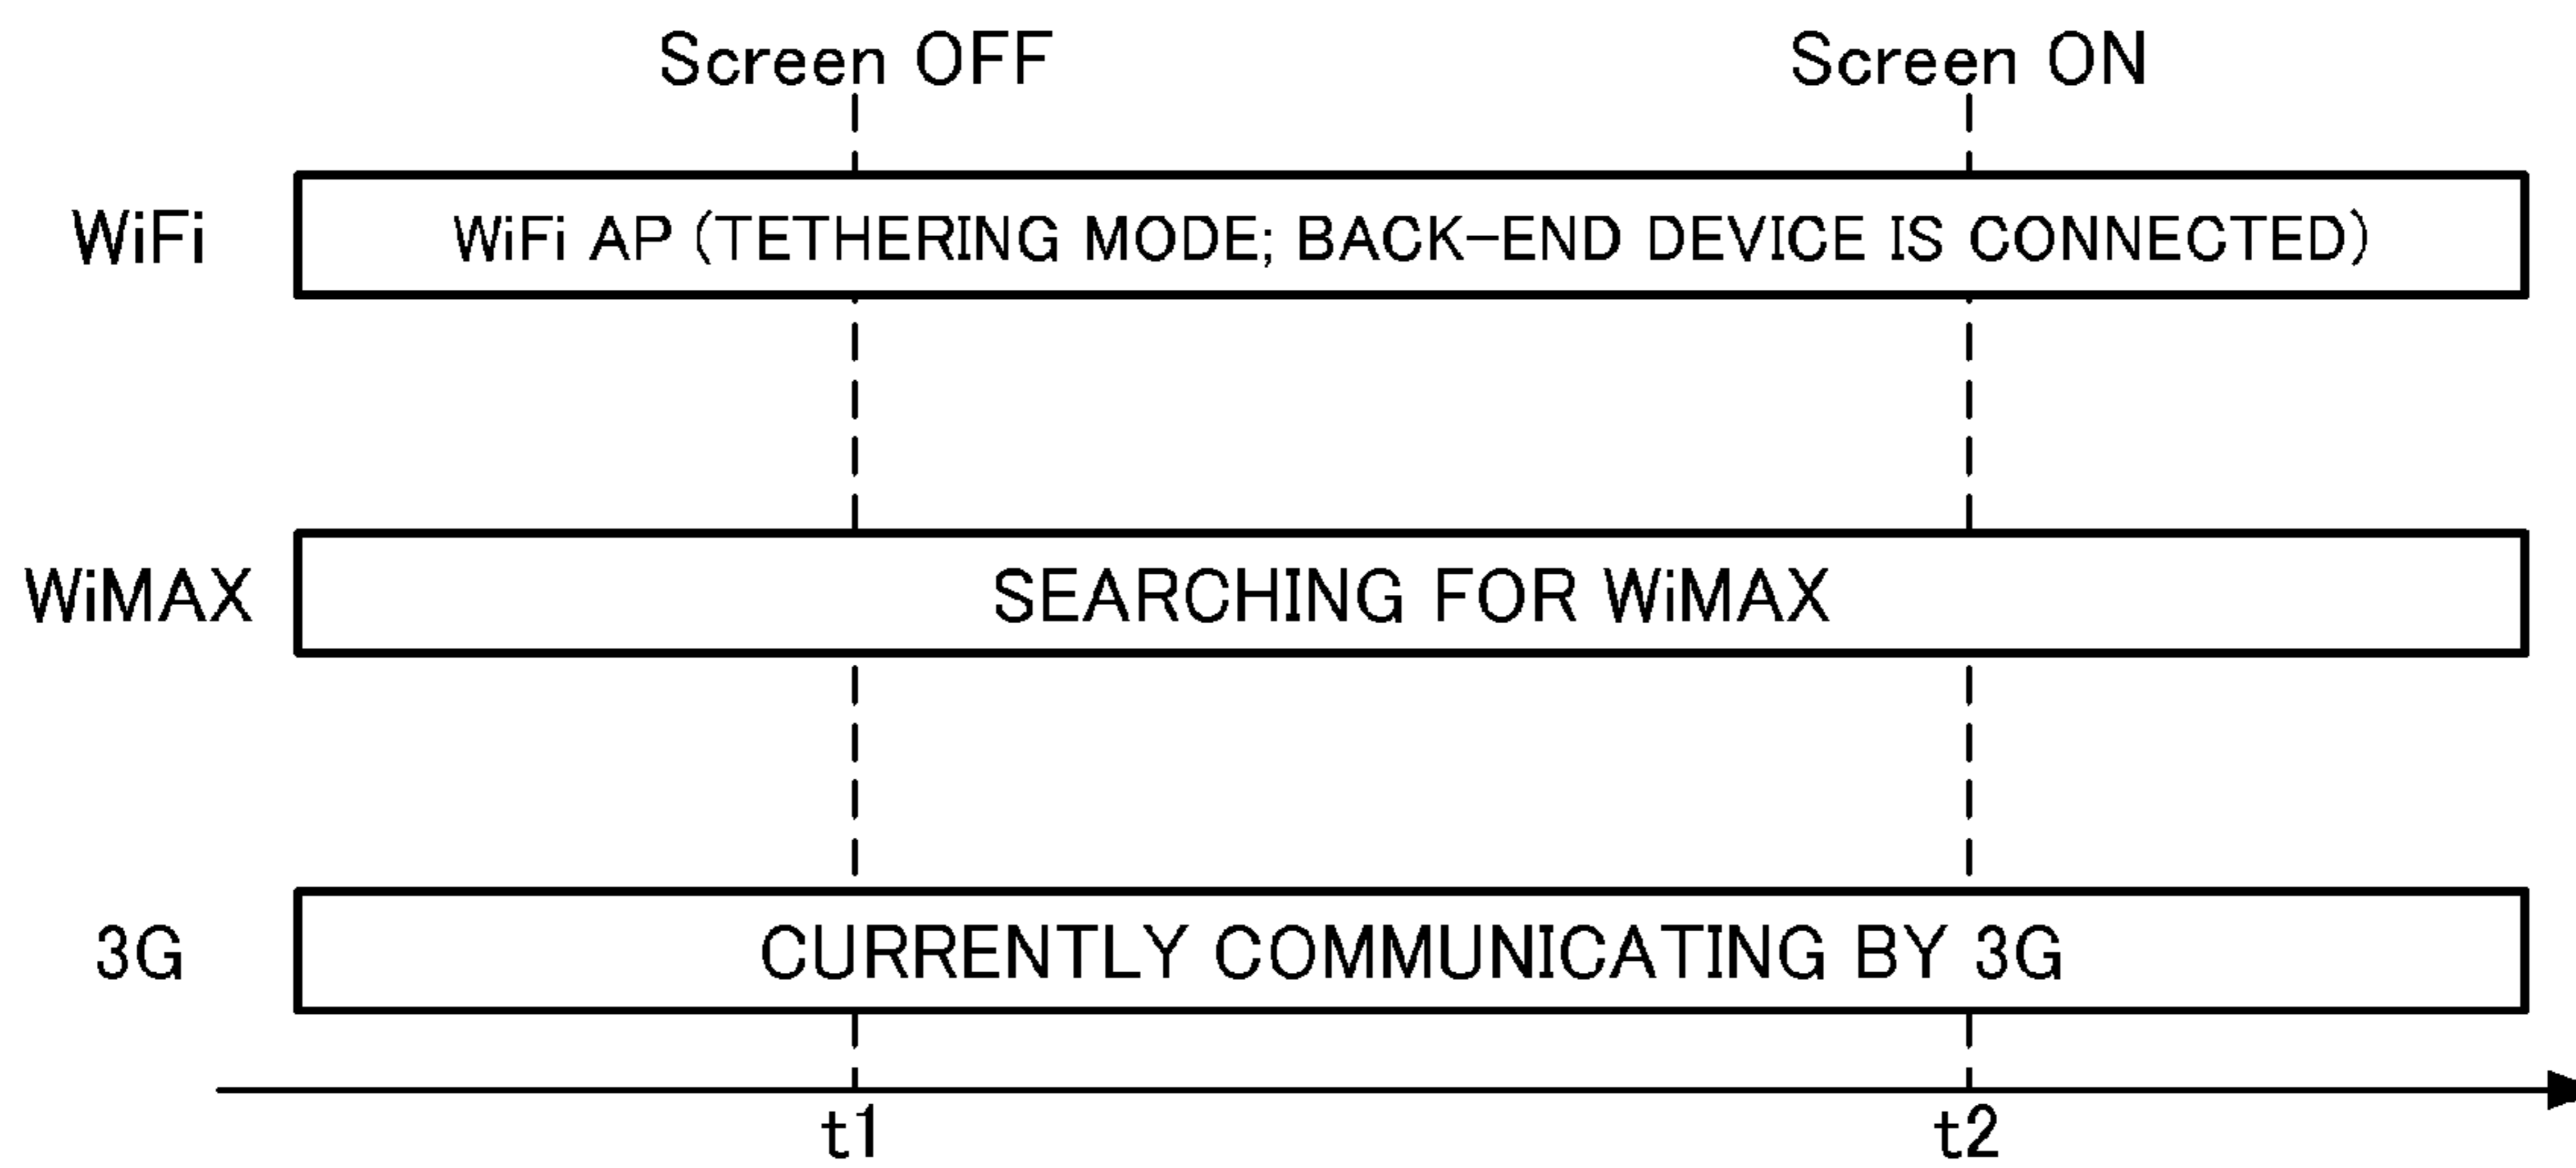 Screen OFF
Screen ON
WiFi
WiFi AP (TETHERING MODE; BACK-END DEVICE IS CONNECTED)
WiMAX
SEARCHING FOR WiMAX
3G
CURRENTLY COMMUNICATING BY 3G
t1
t2